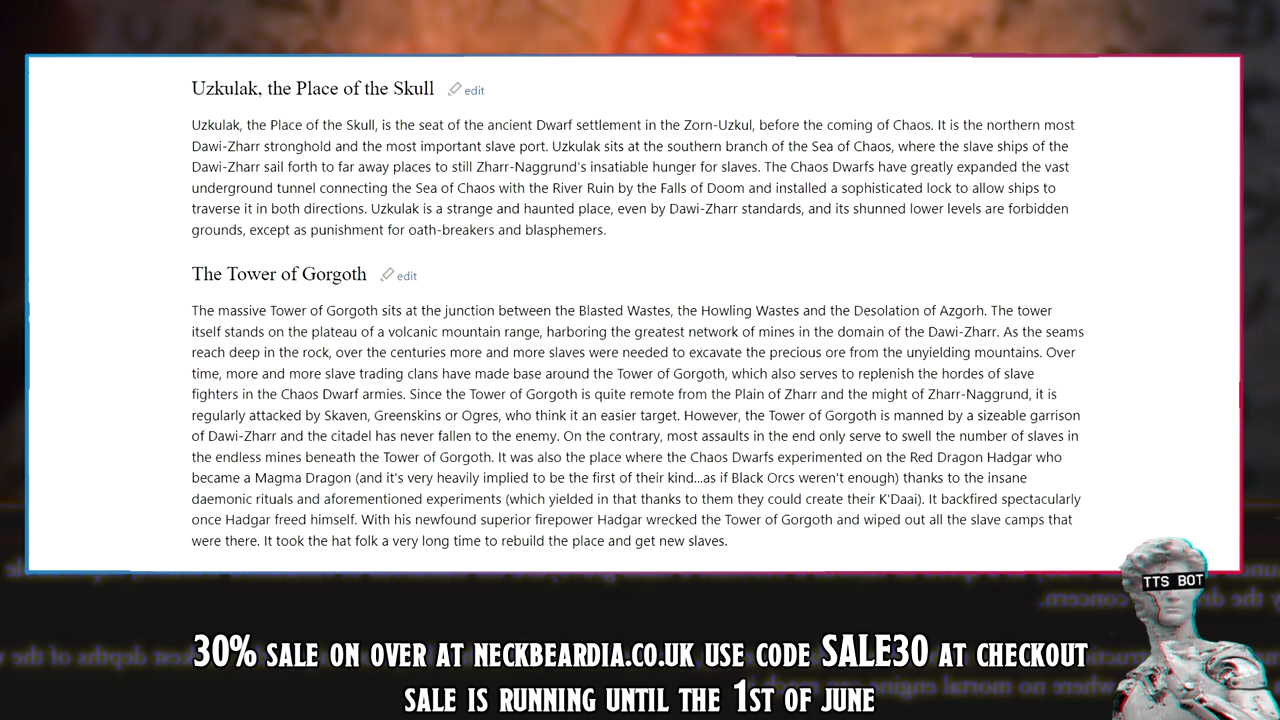 Uzkulak, the Place of the Skull edit
Uzkulak, the Place of the Skull, is the seat of the ancient Dwarf settlement in the Zorn-Uzkul, before the coming of Chaos. It is the northern most
Dawi-Zharr stronghold and the most important slave port. Uzkulak sits at the southern branch of the Sea of Chaos, where the slave ships of the
Dawi-Zharr sail forth to far away places to still Zharr-Naggrund's insatiable hunger for slaves. The Chaos Dwarfs have greatly expanded the vast
underground tunnel connecting the Sea of Chaos with the River Ruin by the Falls of Doom and installed a sophisticated lock to allow ships to
traverse it in both directions. Uzkulak is a strange and haunted place, even by Dawi-Zharr standards, and its shunned lower levels are forbidden
grounds, except as punishment for oath-breakers and blasphemers.
The Tower of Gorgoth edit
The massive Tower of Gorgoth sits at the junction between the Blasted Wastes, the Howling Wastes and the Desolation of Azgorh. The tower
itself stands on the plateau of a volcanic mountain range, harboring the greatest network of mines in the domain of the Dawi-Zharr. As the seams
reach deep in the rock, over the centuries more and more slaves were needed to excavate the precious ore from the unyielding mountains. Over
time, more and more slave trading clans have made base around the Tower of Gorgoth, which also serves to replenish the hordes of slave
fighters in the Chaos Dwarf armies. Since the Tower of Gorgoth is quite remote from the Plain of Zharr and the might of Zharr-Naggrund, it is
regularly attacked by Skaven, Greenskins or Ogres, who think it an easier target. However, the Tower of Gorgoth is manned by a sizeable garrison
of Dawi-Zharr and the citadel has never fallen to the enemy. On the contrary, most assaults in the end only serve to swell the number of slaves in
the endless mines beneath the Tower of Gorgoth. It was also the place where the Chaos Dwarfs experimented on the Red Dragon Hadgar who
became a Magma Dragon (and it's very heavily implied to be the first of their kind...as if Black Orcs weren't enough) thanks to the insane
daemonic rituals and aforementioned experiments (which yielded in that thanks to them they could create their K'Daai). It backfired spectacularly
once Hadgar freed himself. With his newfound superior firepower Hadgar wrecked the Tower of Gorgoth and wiped out all the slave camps that
were there. It took the hat folk a very long time to rebuild the place and get new slaves.
TTS BOT
30% SALE ON OVER AT NECKBEARDIA.CO.UK USE CODE SALE30 AT CHECKOUT
SALE IS RUNNING UNTIL THE 1ST OF JUNE